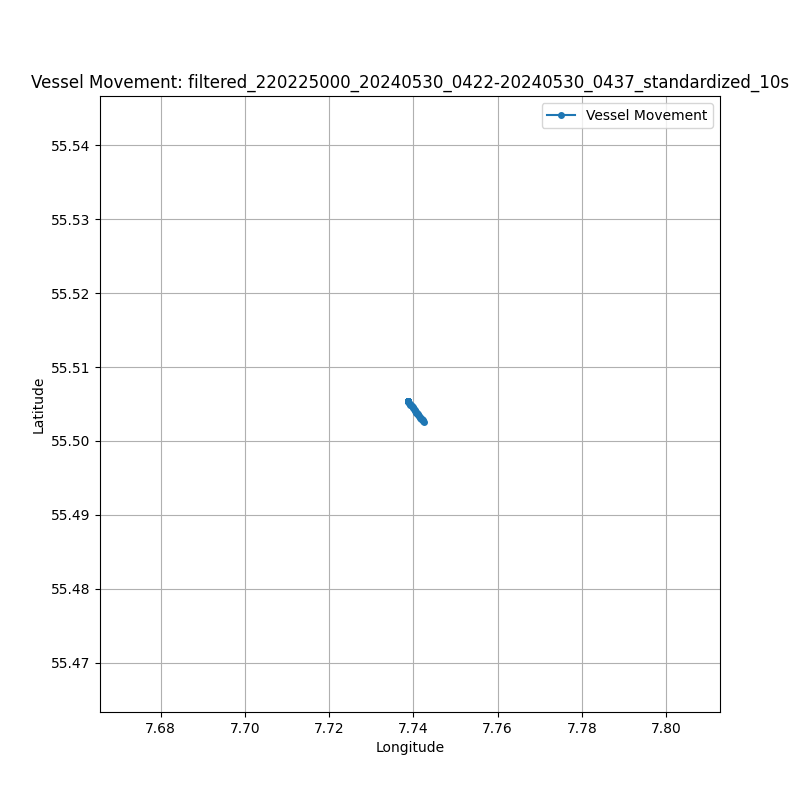 Vessel Movement: filtered_220225000_20240530_0422-20240530_0437_standardized_10s
Vessel Movement
55.54
55.53
55.52
55.51
55.50
55.49
55.48
55.47
Latitude
7.68 7.70 7.72 7.74 7.76 7.78 7.80
Longitude